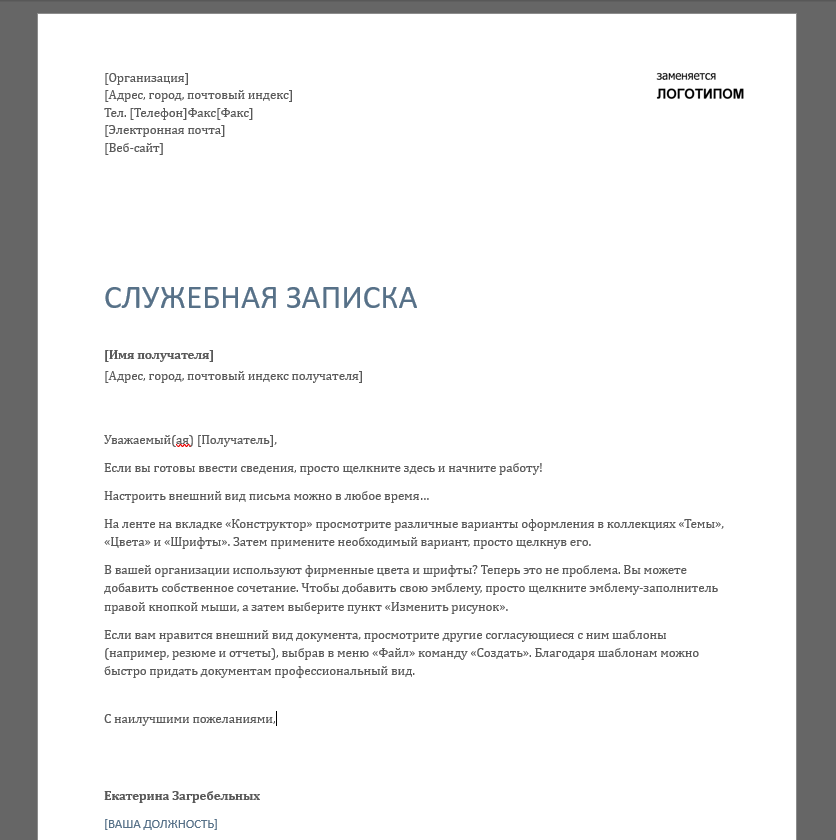 [Организация]
[Адрес, город, почтовый индекс]
Тел. [Телефон]Факс[Факс]
[Электронная почта]
[Веб-сайт]
заменяется
ЛОГОТИПОМ
СЛУЖЕБНАЯ ЗАПИСКА
[Имя получателя]
[Адрес, город, почтовый индекс получателя]
Уважаемый(ая) [Получатель],
Если вы готовы ввести сведения, просто щелкните здесь и начните работу!
Настроить внешний вид письма можно в любое время…
На ленте на вкладке «Конструктор» просмотрите различные варианты оформления в коллекциях «Темы»,
«Цвета» и «Шрифты». Затем примените необходимый вариант, просто щелкнув его.
В вашей организации используют фирменные цвета и шрифты? Теперь это не проблема. Вы можете
добавить собственное сочетание. Чтобы добавить свою эмблему, просто щелкните эмблему-заполнитель
правой кнопкой мыши, а затем выберите пункт «Изменить рисунок».
Если вам нравится внешний вид документа, просмотрите другие согласующиеся с ним шаблоны
(например, резюме и отчеты), выбрав в меню «Файл» команду «Создать». Благодаря шаблонам можно
быстро придать документам профессиональный вид.
С наилучшими пожеланиями,
Екатерина Загребельных
[ВАША ДОЛЖНОСТЬ]